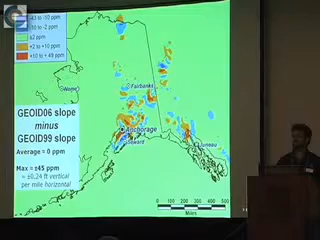 -43 to -10 ppm
-10 to -2 ppm
±2 ppm
+2 to +10 ppm
+10 to +49 ppm
Fairbanks
Nome
GEOID06 slope
minus
GEOID99 slope
Average = 0 ppm
Max = ±45 ppm
= ±0.24 ft vertical
per mile horizontal
Anchorage
Seward
Juneau
0 100 200 300 400 500
Miles